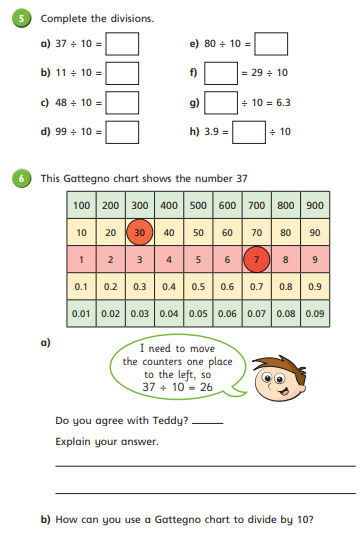 5 Complete the divisions.
a) 37 ÷ 10 =
e) 80 ÷ 10 =
b) 11 ÷ 10 =
f) = 29 ÷ 10
c) 48 ÷ 10 =
g) ÷ 10 = 6.3
d) 99 ÷ 10 =
h) 3.9 = ÷ 10
6 This Gattegno chart shows the number 37
100 200 300 400 500 600 700 800 900
10 20 30 40 50 60 70 80 90
1 2 3 4 5 6 7 8 9
0.1 0.2 0.3 0.4 0.5 0.6 0.7 0.8 0.9
0.01 0.02 0.03 0.04 0.05 0.06 0.07 0.08 0.09
a)
I need to move
the counters one place
to the left, so
37 ÷ 10 = 26
Do you agree with Teddy?
Explain your answer.
b) How can you use a Gattegno chart to divide by 10?